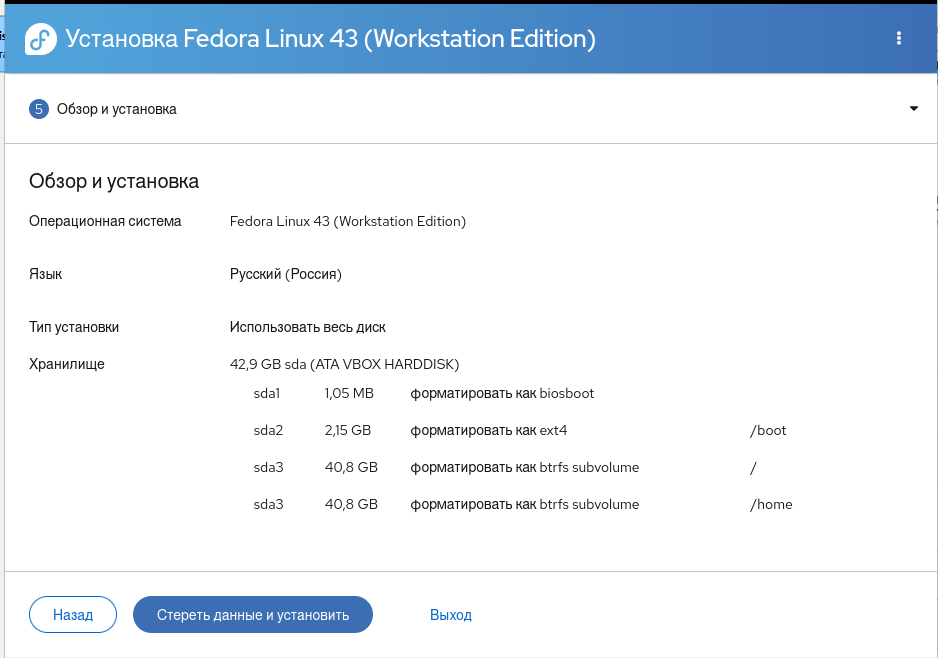 Установка Fedora Linux 43 (Workstation Edition)
5 Обзор и установка
Обзор и установка
Операционная система Fedora Linux 43 (Workstation Edition)
Язык Русский (Россия)
Тип установки Использовать весь диск
Хранилище 42,9 GB sda (ATA VBOX HARDDISK)
sda1 1,05 MB форматировать как biosboot
sda2 2,15 GB форматировать как ext4 /boot
sda3 40,8 GB форматировать как btrfs subvolume /
sda3 40,8 GB форматировать как btrfs subvolume /home
Назад Стереть данные и установить Выход